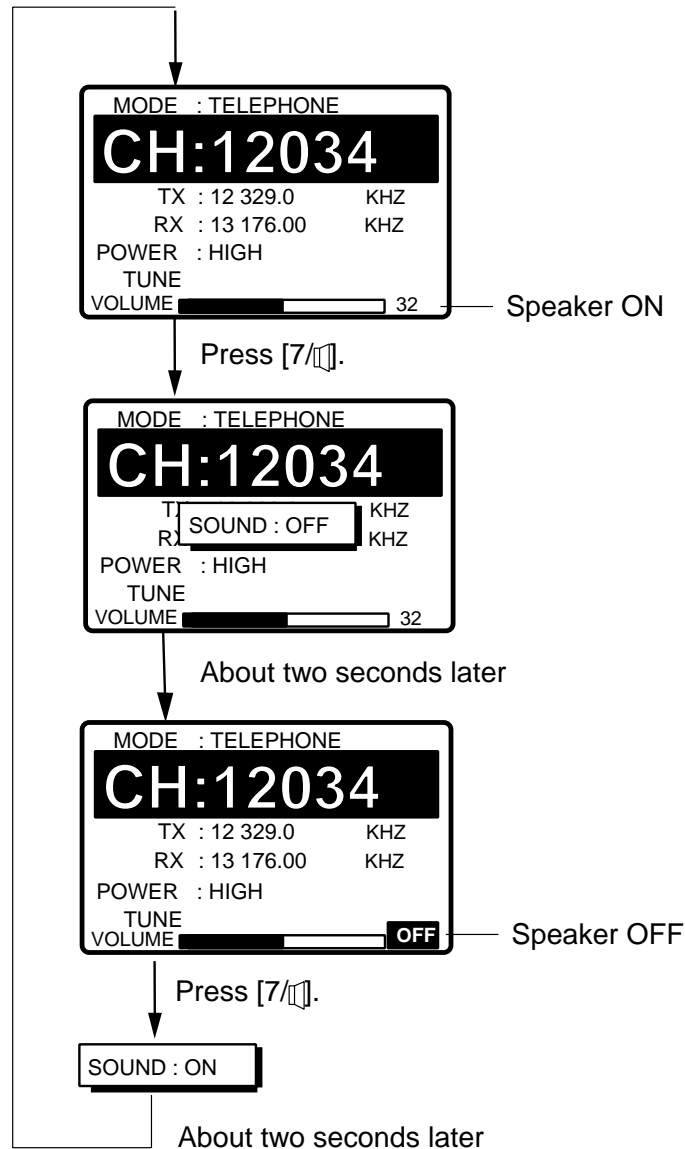 MODE : TELEPHONE
CH:12034
TX : 12 329.0 KHZ
RX : 13 176.00 KHZ
POWER : HIGH
TUNE
VOLUME 32
Speaker ON
Press [7/].
MODE : TELEPHONE
CH:12034
T KHZ
R KHZ
SOUND : OFF
POWER : HIGH
TUNE
VOLUME 32
About two seconds later
MODE : TELEPHONE
CH:12034
TX : 12 329.0 KHZ
RX : 13 176.00 KHZ
POWER : HIGH
TUNE
VOLUME OFF
Speaker OFF
Press [7/].
SOUND : ON
About two seconds later